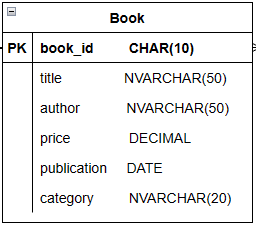 Book
PK book_id CHAR(10)
title NVARCHAR(50)
author NVARCHAR(50)
price DECIMAL
publication DATE
category NVARCHAR(20)